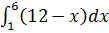 ∫₁⁶(12 − x)dx